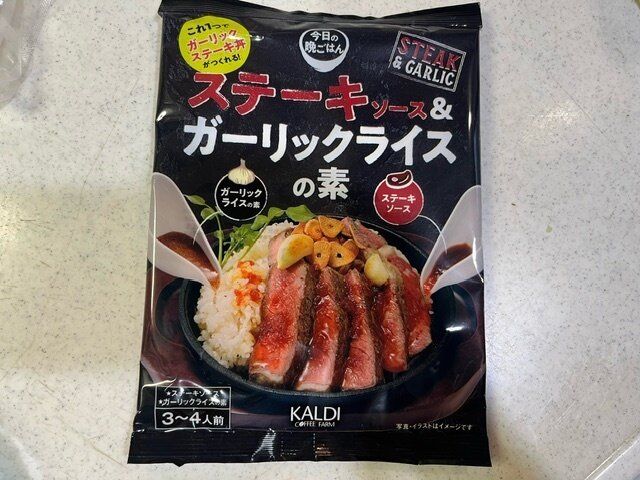 これ1つで
ガーリック
ステーキ丼
がつくれる!
今日の
晩ごはん
STEAK
& GARLIC
ステーキソース&
ガーリックライス
の素
ガーリック
ライスの素
ステーキ
ソース
★ステーキソース
★ガーリックライスの素
3〜4人前
KALDI
COFFEE FARM
写真・イラストはイメージです